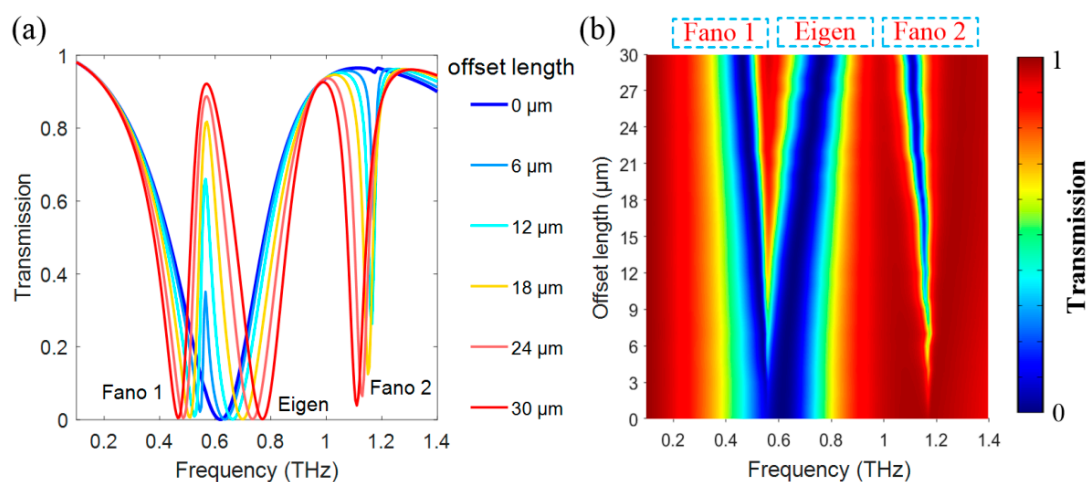 (a)
Transmission
1
0.8
0.6
0.4
0.2
0
0.2
0.4
0.6
0.8
1
1.2
1.4
Frequency (THz)
Fano 1
Eigen
Fano 2
offset length
0 μm
6 μm
12 μm
18 μm
24 μm
30 μm
(b)
Fano 1
Eigen
Fano 2
Offset length (μm)
30
27
24
21
18
15
12
9
6
3
0
0.2
0.4
0.6
0.8
1
1.2
1.4
Frequency (THz)
1
Transmission
0